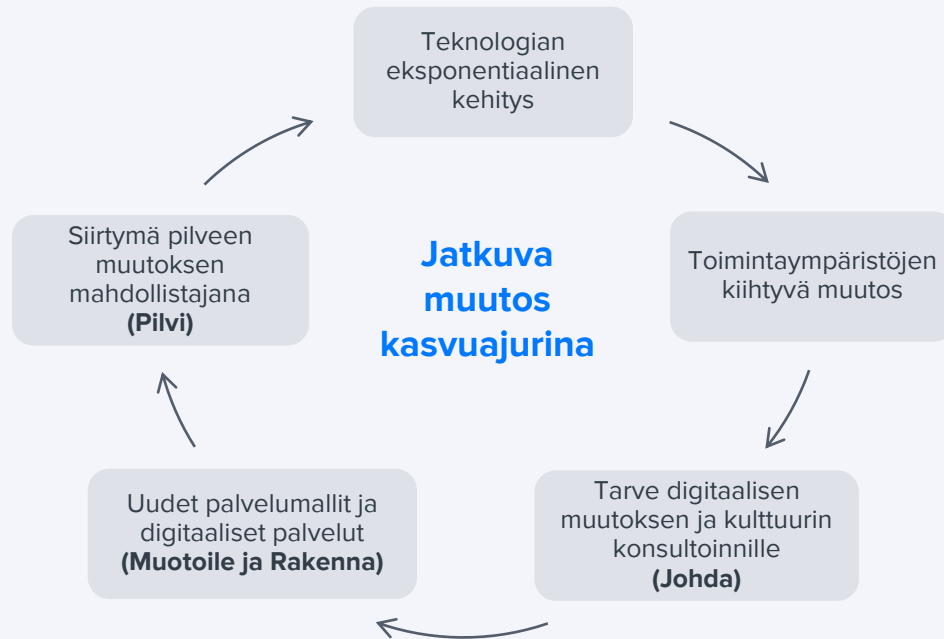 Teknologian
eksponentiaalinen
kehitys
Toimintaympäristöjen
kiihtyvä muutos
Tarve digitaalisen
muutoksen ja kulttuurin
konsultoinnille
(Johda)
Uudet palvelumallit ja
digitaaliset palvelut
(Muotoile ja Rakenna)
Siirtymä pilveen
muutoksen
mahdollistajana
(Pilvi)
Jatkuva
muutos
kasvuajurina